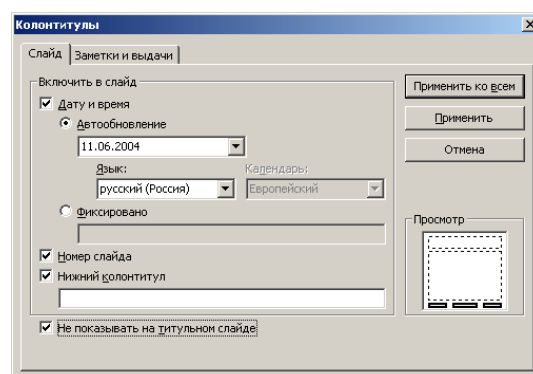 Колонтитулы
Слайд
Заметки и выдачи
Включить в слайд
Дату и время
Автообновление
11.06.2004
Язык:
Календарь:
русский (Россия)
Европейский
Фиксировано
Номер слайда
Нижний колонтитул
Не показывать на титульном слайде
Применить ко всем
Применить
Отмена
Просмотр